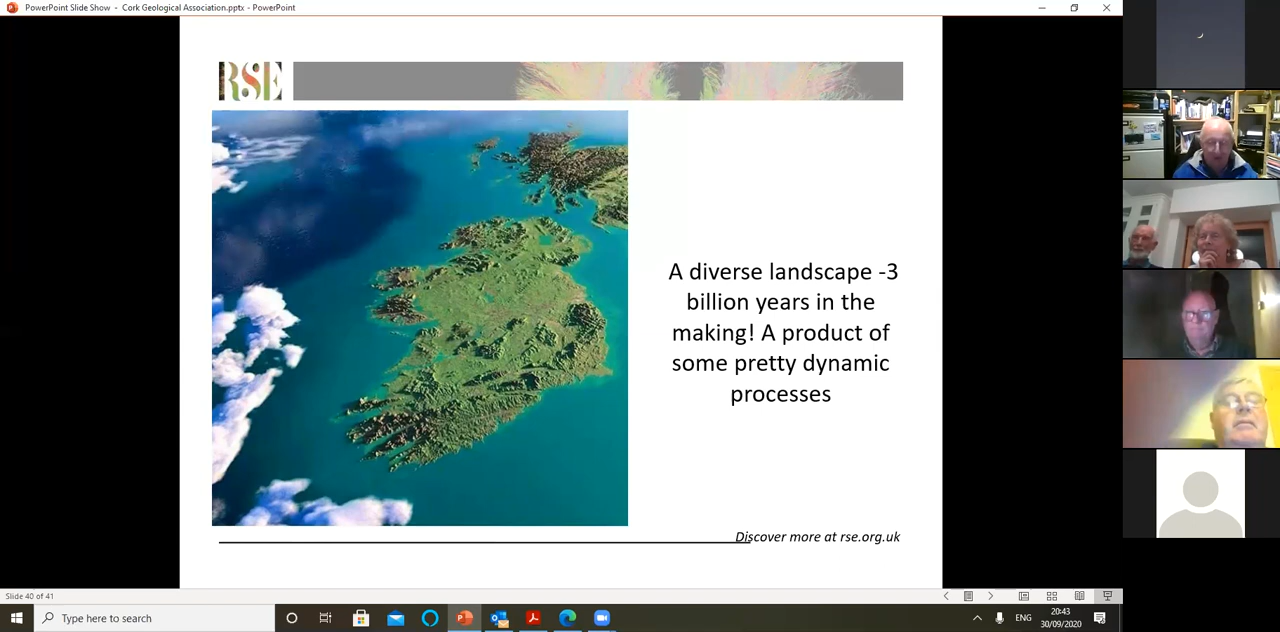 PowerPoint Slide Show - Cork Geological Association.pptx - PowerPoint
RSE
A diverse landscape -3
billion years in the
making! A product of
some pretty dynamic
processes
Discover more at rse.org.uk
Slide 40 of 41
Type here to search
ENG
20:43
30/09/2020